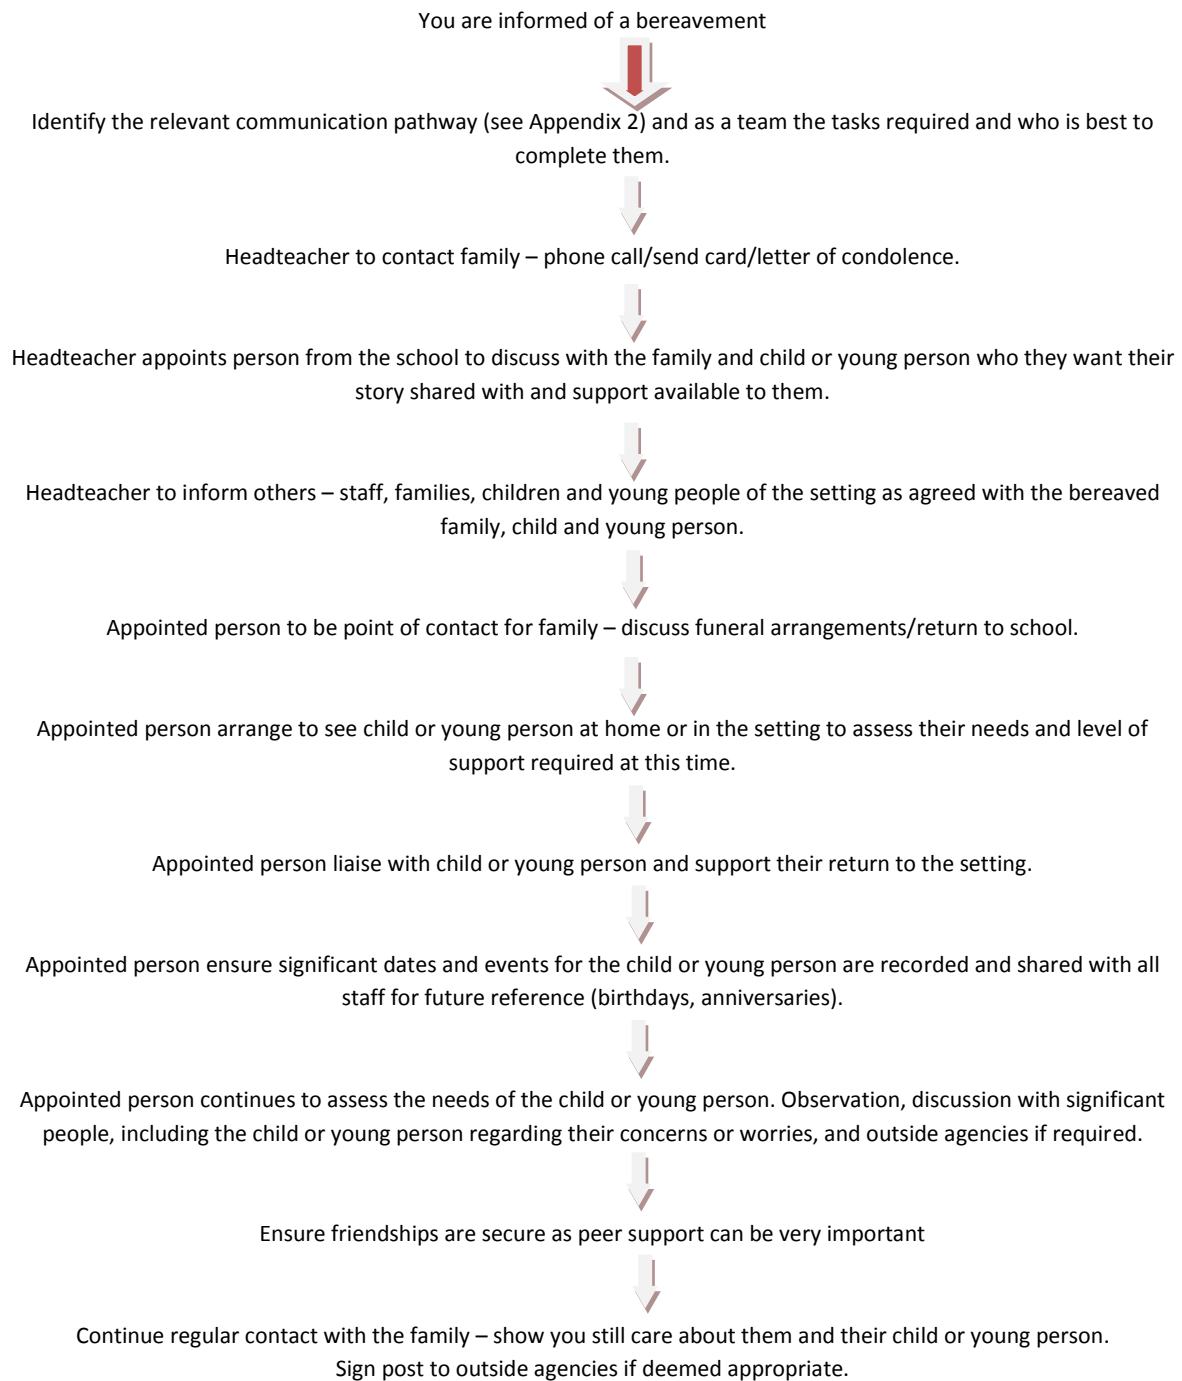 You are informed of a bereavement
Identify the relevant communication pathway (see Appendix 2) and as a team the tasks required and who is best to
complete them.
Headteacher to contact family – phone call/send card/letter of condolence.
Headteacher appoints person from the school to discuss with the family and child or young person who they want their
story shared with and support available to them.
Headteacher to inform others – staff, families, children and young people of the setting as agreed with the bereaved
family, child and young person.
Appointed person to be point of contact for family – discuss funeral arrangements/return to school.
Appointed person arrange to see child or young person at home or in the setting to assess their needs and level of
support required at this time.
Appointed person liaise with child or young person and support their return to the setting.
Appointed person ensure significant dates and events for the child or young person are recorded and shared with all
staff for future reference (birthdays, anniversaries).
Appointed person continues to assess the needs of the child or young person. Observation, discussion with significant
people, including the child or young person regarding their concerns or worries, and outside agencies if required.
Ensure friendships are secure as peer support can be very important
Continue regular contact with the family – show you still care about them and their child or young person.
Sign post to outside agencies if deemed appropriate.